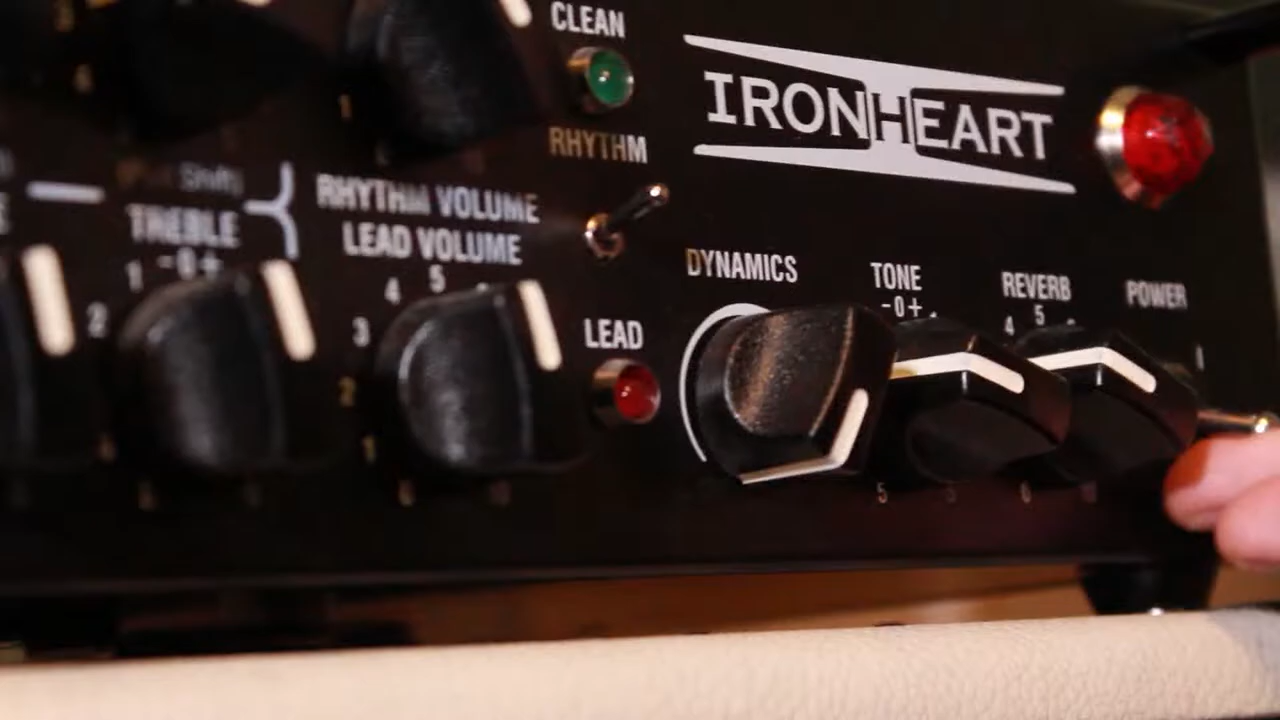 CLEAN
IRONHEART
RHYTHM
RHYTHM VOLUME
LEAD VOLUME
TREBLE
- 0 +
1
2
4
5
3
2
1
LEAD
DYNAMICS
TONE
- 0 +
REVERB
4
5
POWER